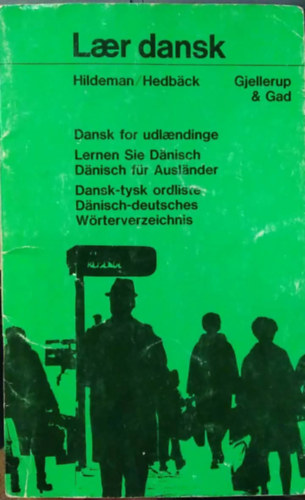 Lær dansk
Hildeman/Hedbäck
Gjellerup
& Gad
Dansk for udlændinge
Lernen Sie Dänisch
Dänisch für Ausländer
Dansk-tysk ordliste
Dänisch-deutsches
Wörterverzeichnis